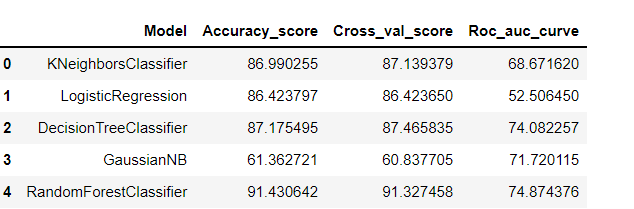 Model Accuracy_score Cross_val_score Roc_auc_curve
0 KNeighborsClassifier 86.990255 87.139379 68.671620
1 LogisticRegression 86.423797 86.423650 52.506450
2 DecisionTreeClassifier 87.175495 87.465835 74.082257
3 GaussianNB 61.362721 60.837705 71.720115
4 RandomForestClassifier 91.430642 91.327458 74.874376